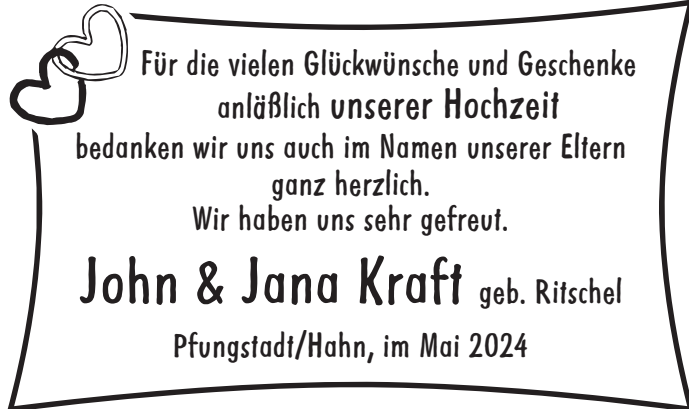 Für die vielen Glückwünsche und Geschenke
anläßlich unserer Hochzeit
bedanken wir uns auch im Namen unserer Eltern
ganz herzlich.
Wir haben uns sehr gefreut.
John & Jana Kraft geb. Ritschel
Pfungstadt/Hahn, im Mai 2024